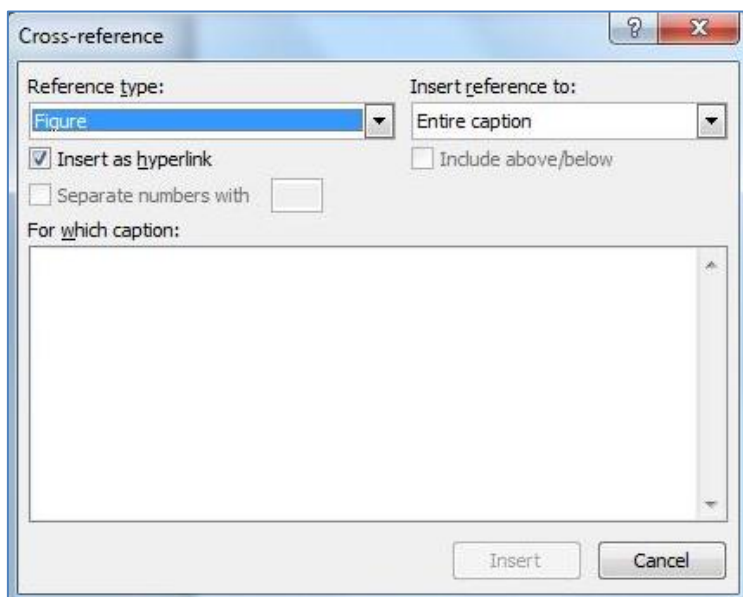 Cross-reference
Reference type:
Insert reference to:
Figure
Entire caption
Insert as hyperlink
Include above/below
Separate numbers with
For which caption:
Insert
Cancel